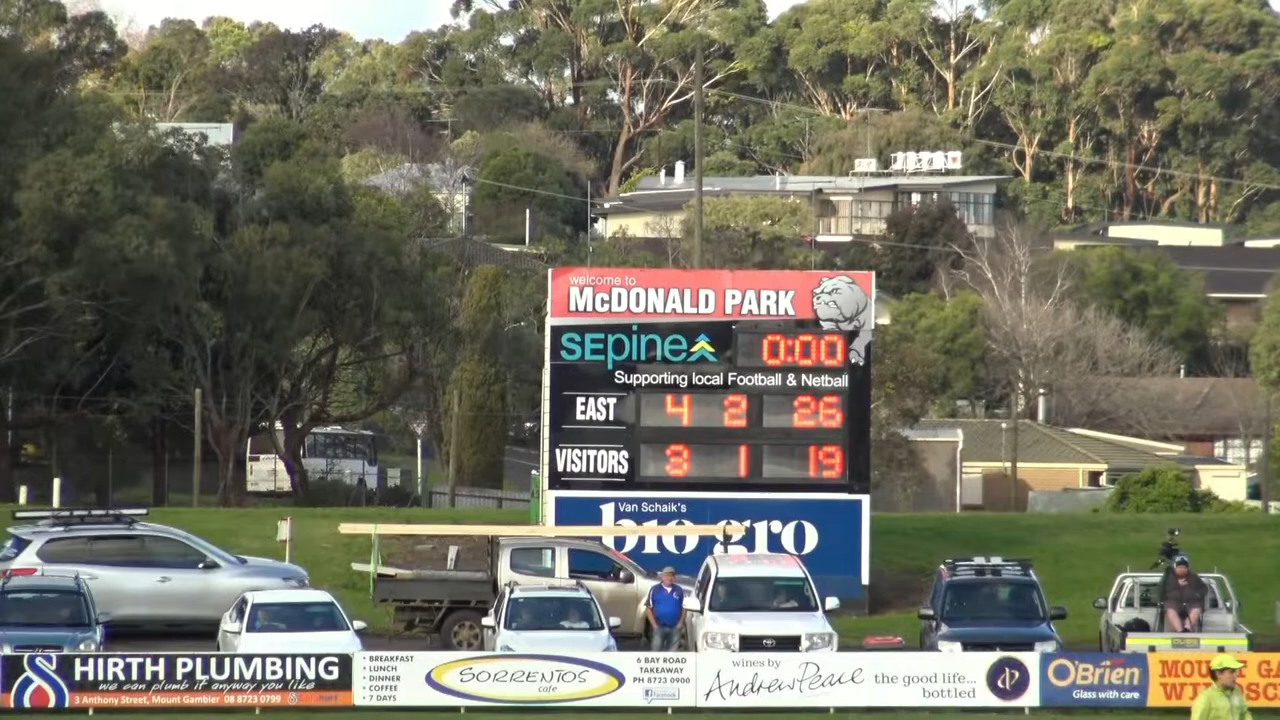 welcome to
McDONALD PARK
SEpine
0:00
Supporting local Football & Netball
EAST 4 2 26
VISITORS 3 1 19
VAN SCHAIK'S
bio gro
HIRTH PLUMBING
we can plumb it anyway you like
3 Anthony Street, Mount Gambier 08 8723 0799
• BREAKFAST
• LUNCH
• DINNER
• COFFEE
• 7 DAYS
SORRENTOS
cafe
6 BAY ROAD
TAKEAWAY
PH 8723 0900
wines by
Andrew Peace
the good life...
bottled
O'BRIEN
Glass with care